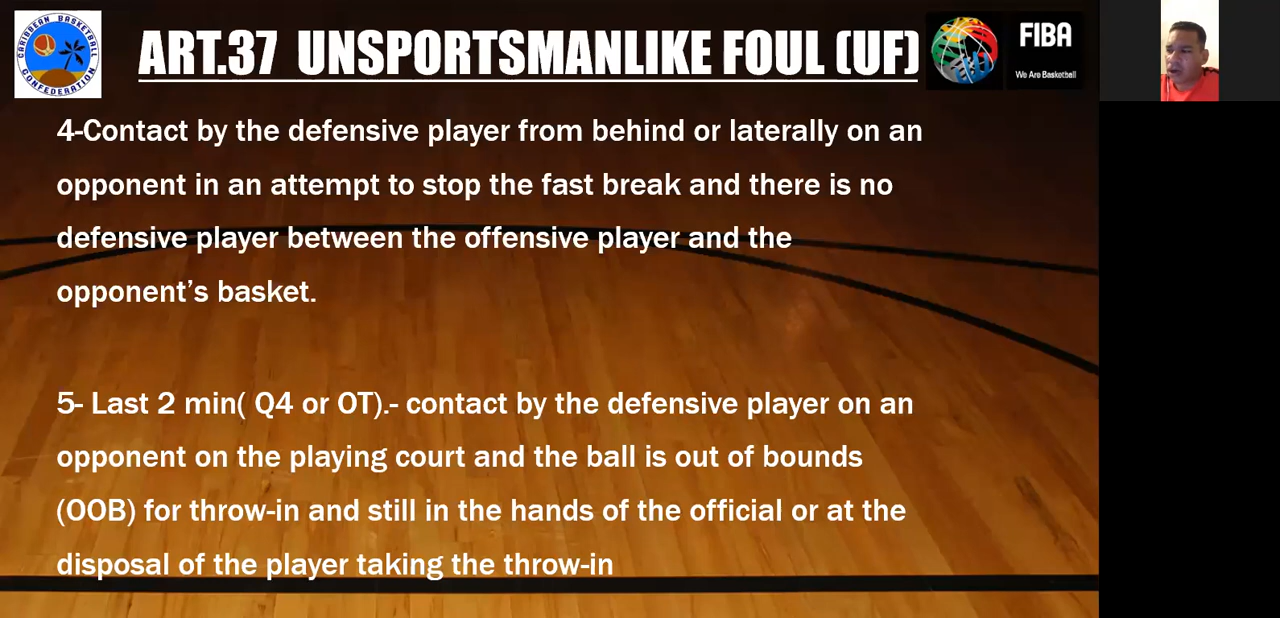 CARIBBEAN BASKETBALL
CONFEDERATION
ART.37 UNSPORTSMANLIKE FOUL (UF)
FIBA
We Are Basketball
4-Contact by the defensive player from behind or laterally on an
opponent in an attempt to stop the fast break and there is no
defensive player between the offensive player and the
opponent’s basket.
5- Last 2 min( Q4 or OT).- contact by the defensive player on an
opponent on the playing court and the ball is out of bounds
(OOB) for throw-in and still in the hands of the official or at the
disposal of the player taking the throw-in